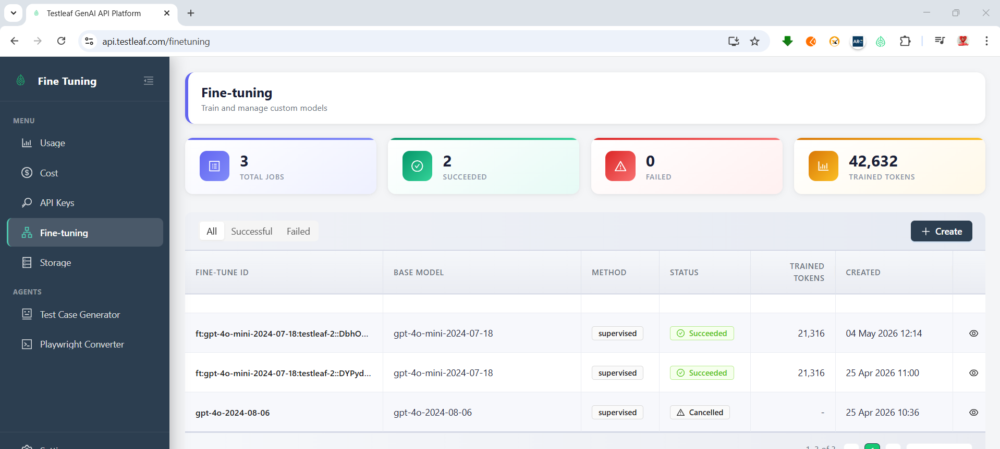 Testleaf GenAI API Platform
api.testleaf.com/finetuning
ARC
Fine Tuning
MENU
Usage
Cost
API Keys
Fine-tuning
Storage
AGENTS
Test Case Generator
Playwright Converter
Fine-tuning
Train and manage custom models
3
TOTAL JOBS
2
SUCCEEDED
0
FAILED
42,632
TRAINED TOKENS
All Successful Failed
+ Create
FINE-TUNE ID BASE MODEL METHOD STATUS TRAINED TOKENS CREATED
ft:gpt-4o-mini-2024-07-18:testleaf-2::DbhO... gpt-4o-mini-2024-07-18 supervised Succeeded 21,316 04 May 2026 12:14
ft:gpt-4o-mini-2024-07-18:testleaf-2::DYPyd... gpt-4o-mini-2024-07-18 supervised Succeeded 21,316 25 Apr 2026 11:00
gpt-4o-2024-08-06 gpt-4o-2024-08-06 supervised Cancelled - 25 Apr 2026 10:36